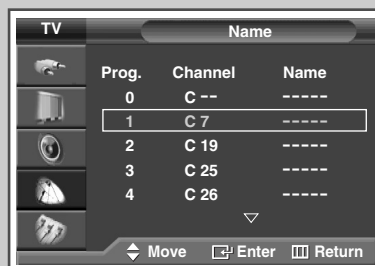 TV Name
Prog. Channel Name
0 C -- -----
1 C 7 -----
2 C 19 -----
3 C 25 -----
4 C 26 -----
Move Enter Return